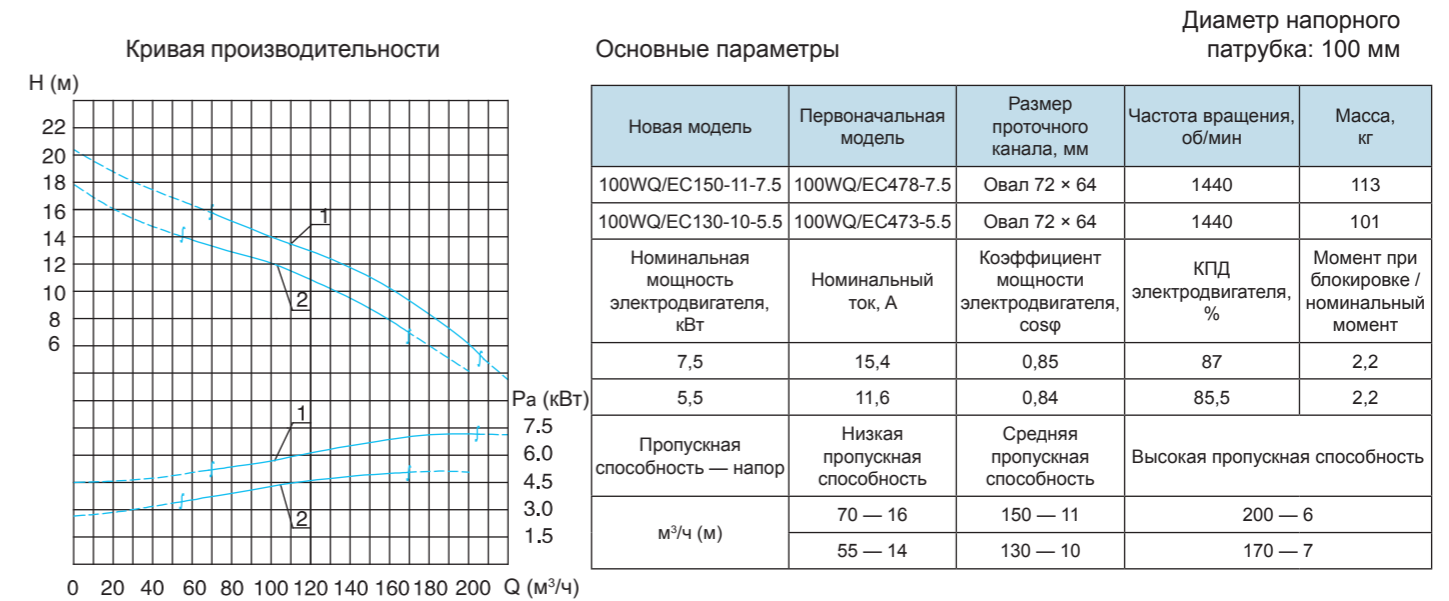 Диаметр напорного
патрубка: 100 мм
Кривая производительности
Основные параметры
H (м)
22
20
18
16
14
12
10
8
6
1
2
Pa (кВт)
7.5
6.0
4.5
3.0
1.5
1
2
0 20 40 60 80 100 120 140 160 180 200 Q (м³/ч)
Новая модель
Первоначальная
модель
Размер
проточного
канала, мм
Частота вращения,
об/мин
Масса,
кг
100WQ/EC150-11-7.5 100WQ/EC478-7.5 Овал 72 × 64 1440 113
100WQ/EC130-10-5.5 100WQ/EC473-5.5 Овал 72 × 64 1440 101
Номинальная
мощность
электродвигателя,
кВт
Номинальный
ток, А
Коэффициент
мощности
электродвигателя,
cosφ
КПД
электродвигателя,
%
Момент при
блокировке /
номинальный
момент
7,5 15,4 0,85 87 2,2
5,5 11,6 0,84 85,5 2,2
Пропускная
способность — напор
Низкая
пропускная
способность
Средняя
пропускная
способность
Высокая пропускная способность
м³/ч (м)
70 — 16 150 — 11 200 — 6
55 — 14 130 — 10 170 — 7